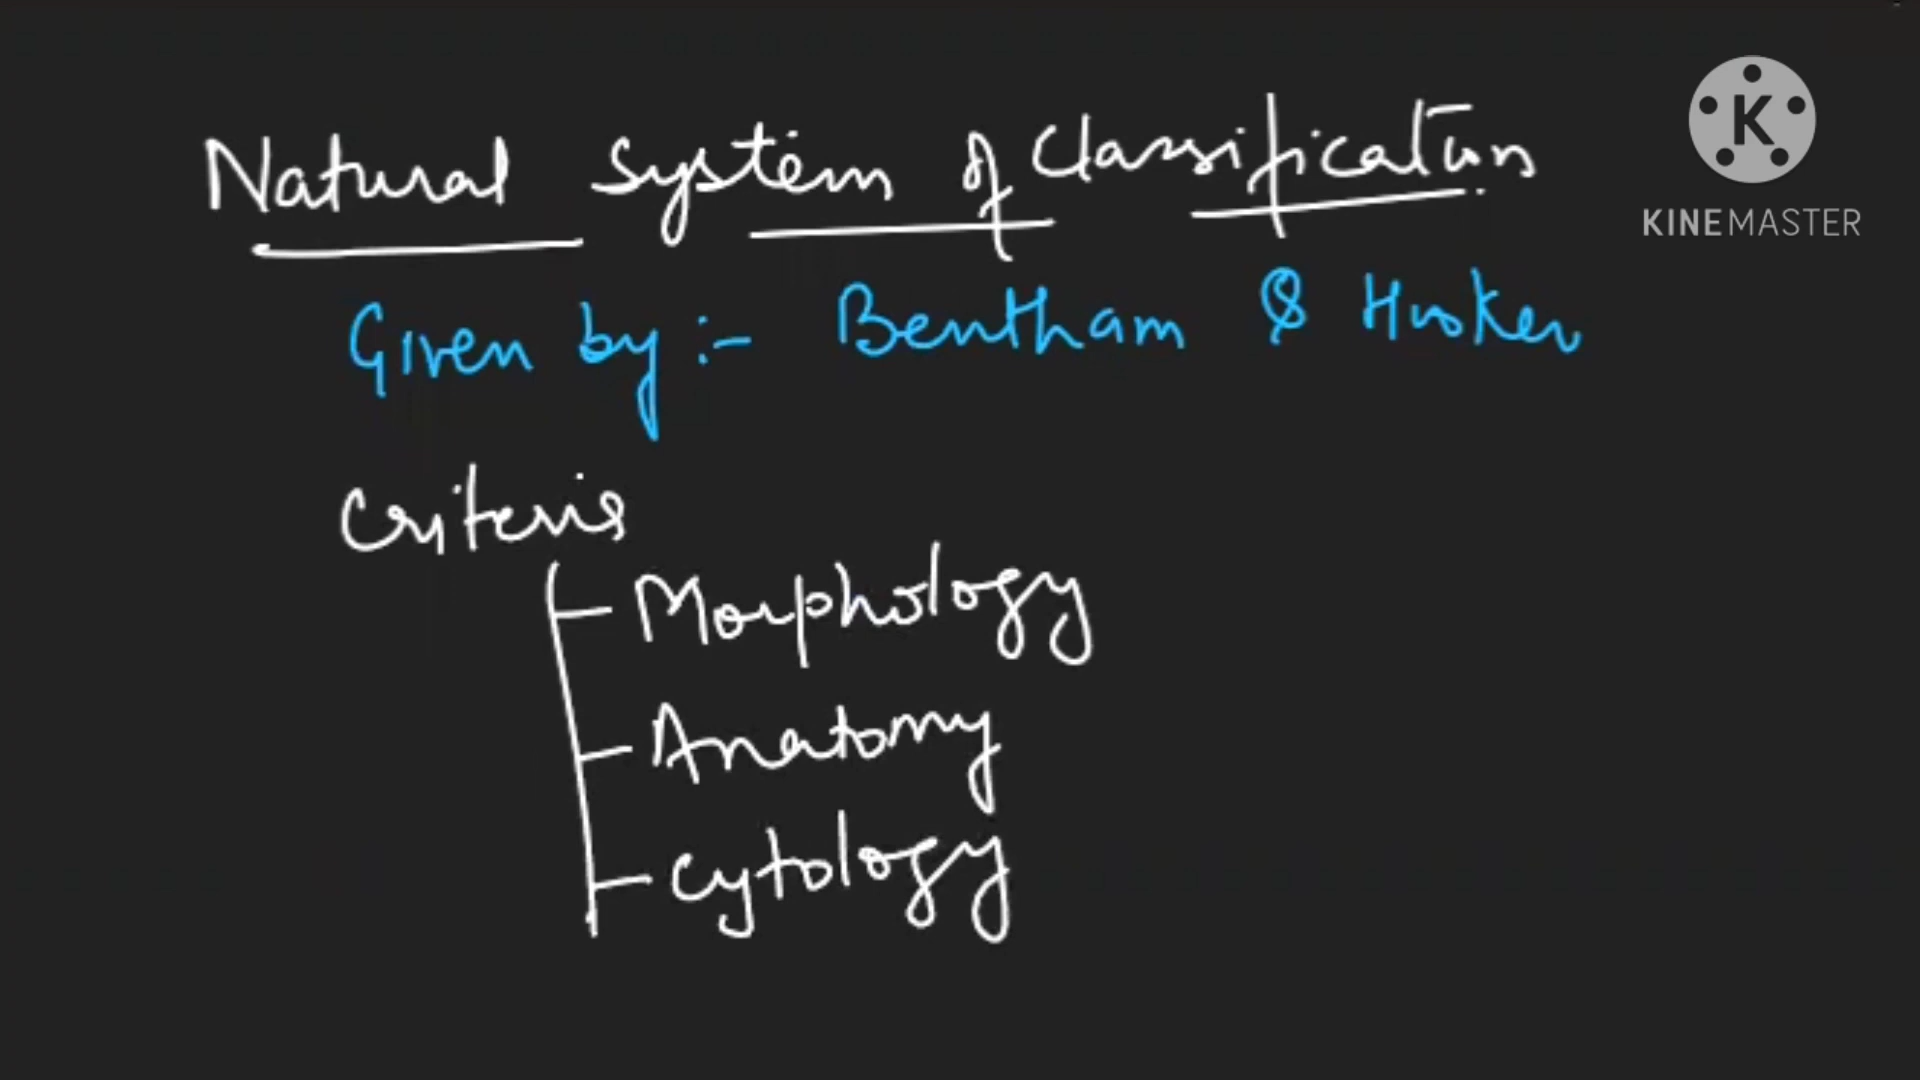 Natural System of Classification
K
KINEMASTER
Given by :- Bentham & Hooker
Criteria
Morphology
Anatomy
Cytology